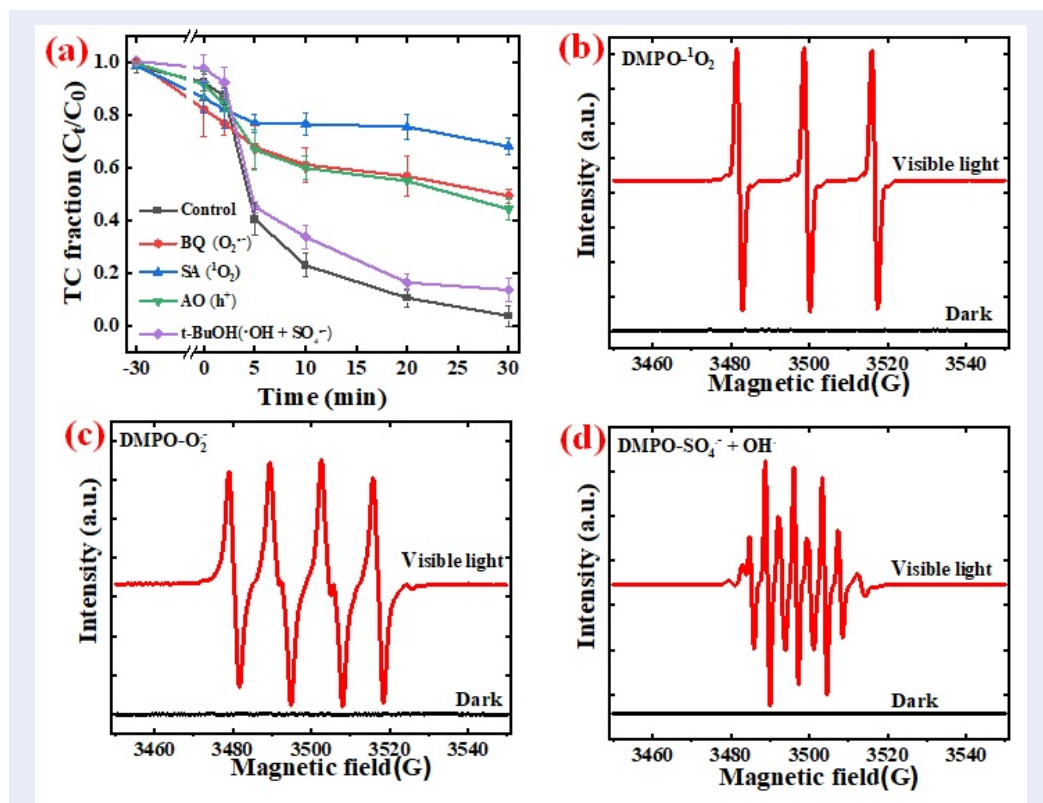 (a)
TC fraction (Cₜ/C₀)
1.0
0.8
0.6
0.4
0.2
0.0
Control
BQ (O₂•−)
SA (¹O₂)
AO (h⁺)
t-BuOH(•OH + SO₄•−)
-30 0 5 10 20 30
Time (min)
(b)
DMPO-¹O₂
Intensity (a.u.)
Visible light
Dark
3460 3480 3500 3520 3540
Magnetic field(G)
(c)
DMPO-O₂•−
Intensity (a.u.)
Visible light
Dark
3460 3480 3500 3520 3540
Magnetic field(G)
(d)
DMPO-SO₄•− + OH•
Intensity (a.u.)
Visible light
Dark
3460 3480 3500 3520 3540
Magnetic field(G)